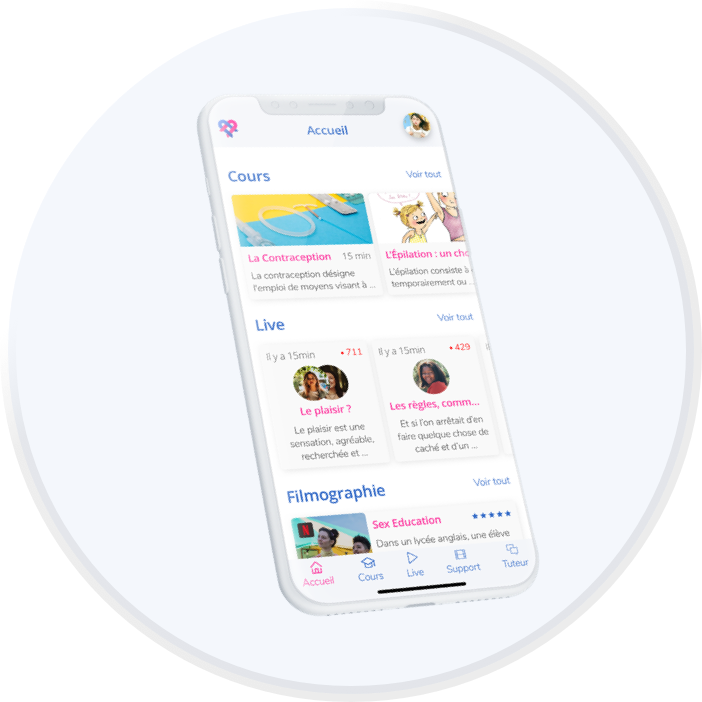 Accueil
Cours
Voir tout
La Contraception
15 min
La contraception désigne
l'emploi de moyens visant à ...
L'Épilation : un cho
L'épilation consiste à
temporairement ou ...
Live
Voir tout
Il y a 15min
• 711
Le plaisir ?
Le plaisir est une
sensation, agréable,
recherchée et ...
Il y a 15min
• 429
Les règles, comm...
Et si l'on arrêtait d'en
faire quelque chose de
caché et d'un ...
Filmographie
Voir tout
N
Sex Education
Dans un lycée anglais, une élève
Accueil
Cours
Live
Support
Tuteur